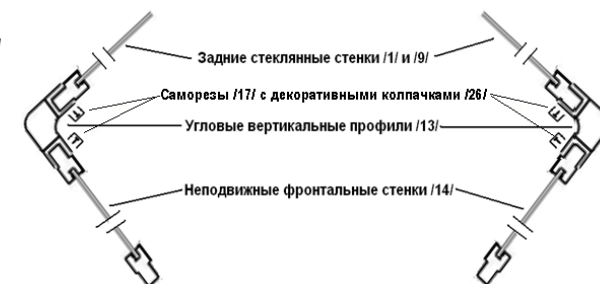 Задние стеклянные стенки /1/ и /9/
Саморезы /17/ с декоративными колпачками /26/
Угловые вертикальные профили /13/
Неподвижные фронтальные стенки /14/